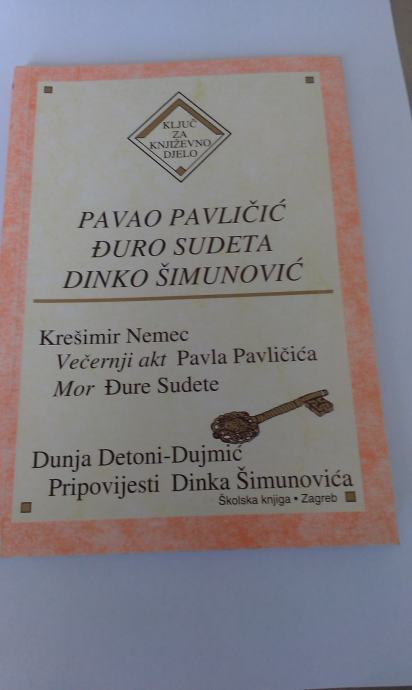 KLJUČ
ZA
KNJIŽEVNO
DJELO
PAVAO PAVLIČIĆ
ĐURO SUDETA
DINKO ŠIMUNOVIĆ
Krešimir Nemec
Večernji akt Pavla Pavličića
Mor Đure Sudete
Dunja Detoni-Dujmić
Pripovijesti Dinka Šimunovića
Školska knjiga • Zagreb